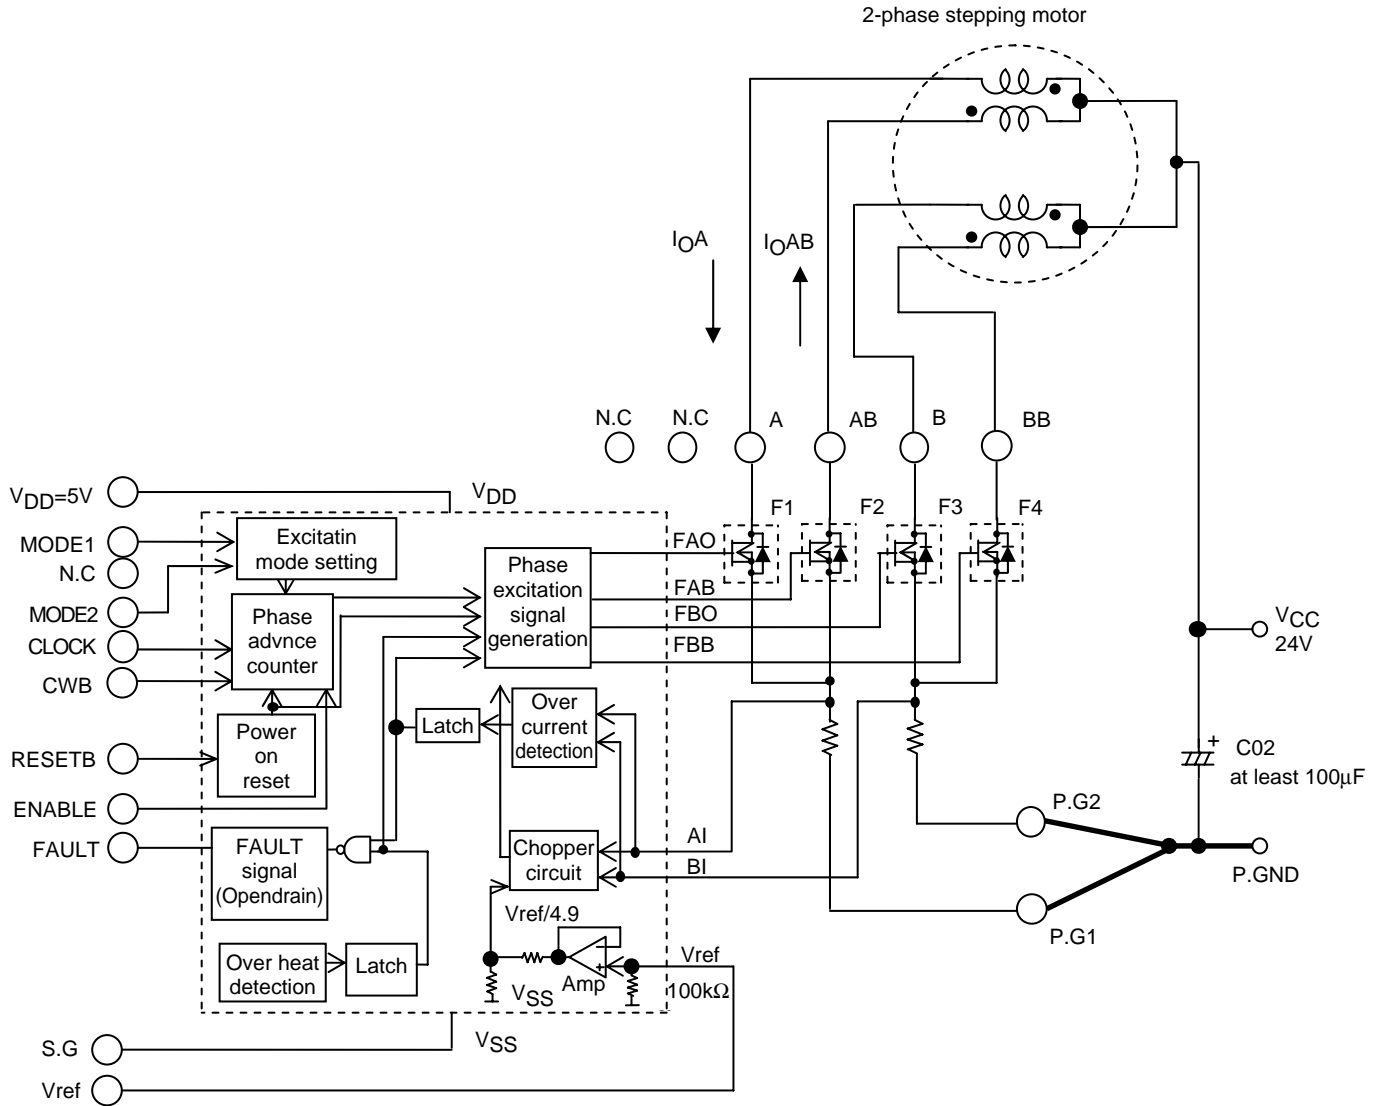 2-phase stepping motor
IOA
IOAB
N.C
N.C
A
AB
B
BB
VDD=5V
VDD
F1
F2
F3
F4
MODE1
N.C
MODE2
CLOCK
CWB
RESETB
ENABLE
FAULT
Excitatin
mode setting
Phase
advnce
counter
Phase
excitation
signal
generation
FAO
FAB
FBO
FBB
VCC
24V
Power
on
reset
Latch
Over
current
detection
C02
at least 100µF
+
P.G2
P.GND
P.G1
FAULT
signal
(Opendrain)
Chopper
circuit
AI
BI
Vref/4.9
Over heat
detection
Latch
Amp
−
+
Vref
100kΩ
VSS
S.G
VSS
Vref